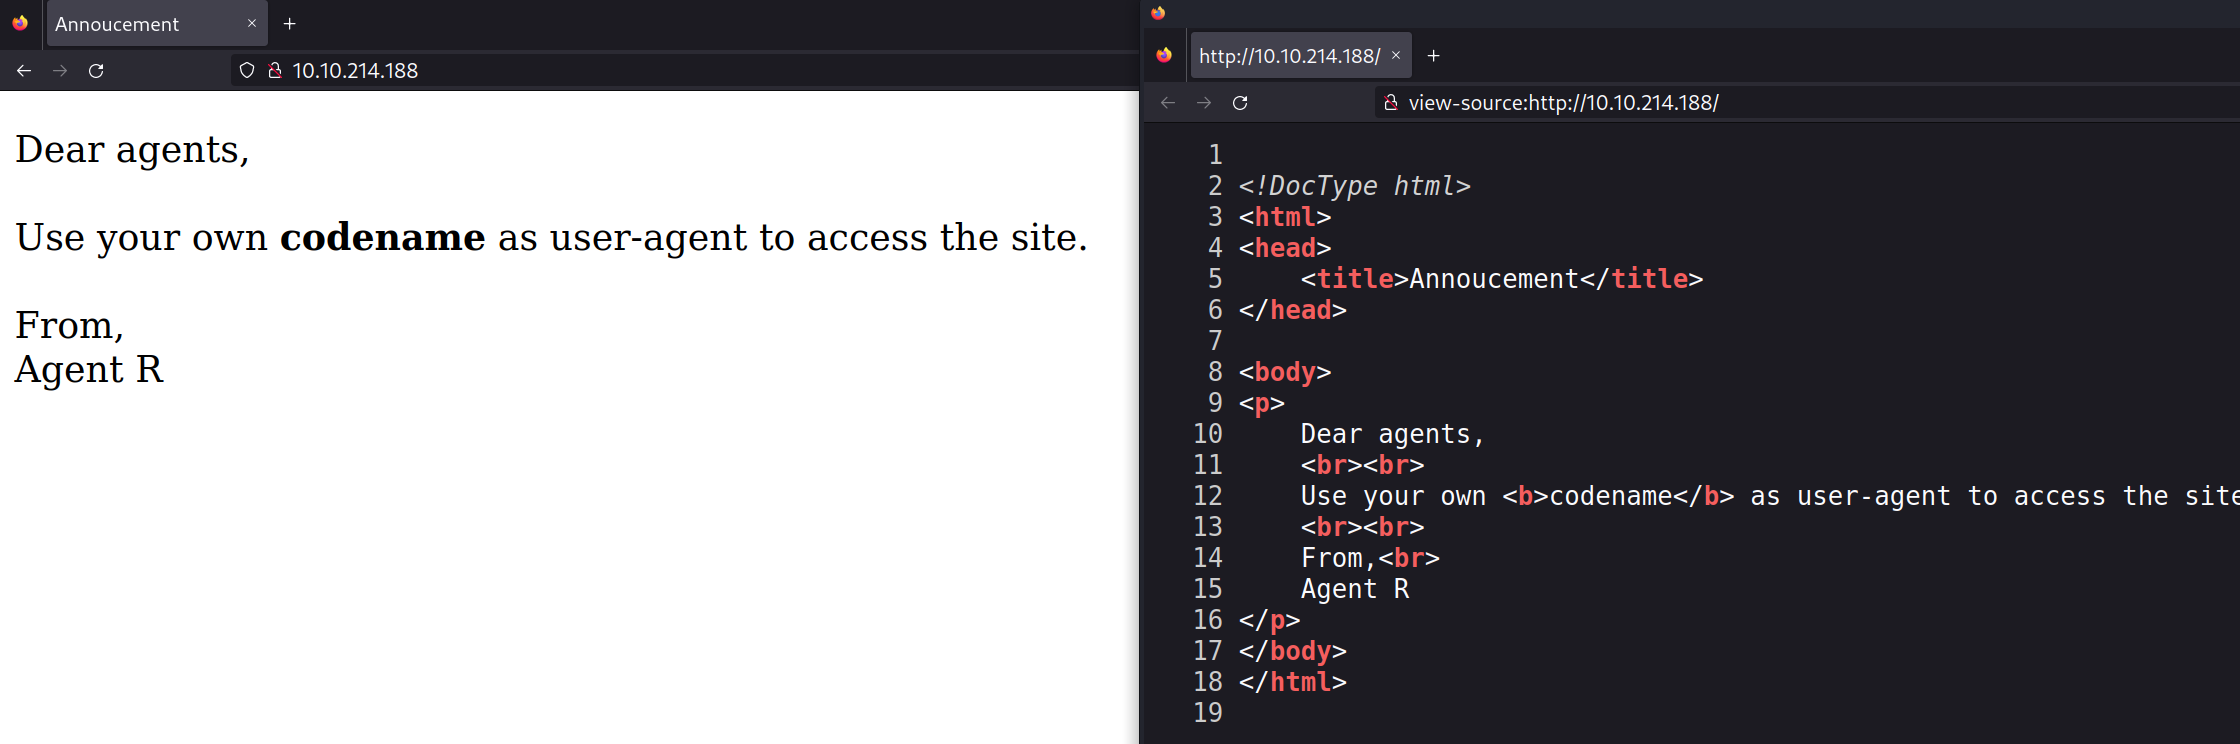 Annoucement
10.10.214.188
Dear agents,
Use your own codename as user-agent to access the site.
From,
Agent R
http://10.10.214.188/
view-source:http://10.10.214.188/
1
2 <!DocType html>
3 <html>
4 <head>
5 <title>Annoucement</title>
6 </head>
7
8 <body>
9 <p>
10 Dear agents,
11 <br><br>
12 Use your own <b>codename</b> as user-agent to access the site
13 <br><br>
14 From,<br>
15 Agent R
16 </p>
17 </body>
18 </html>
19